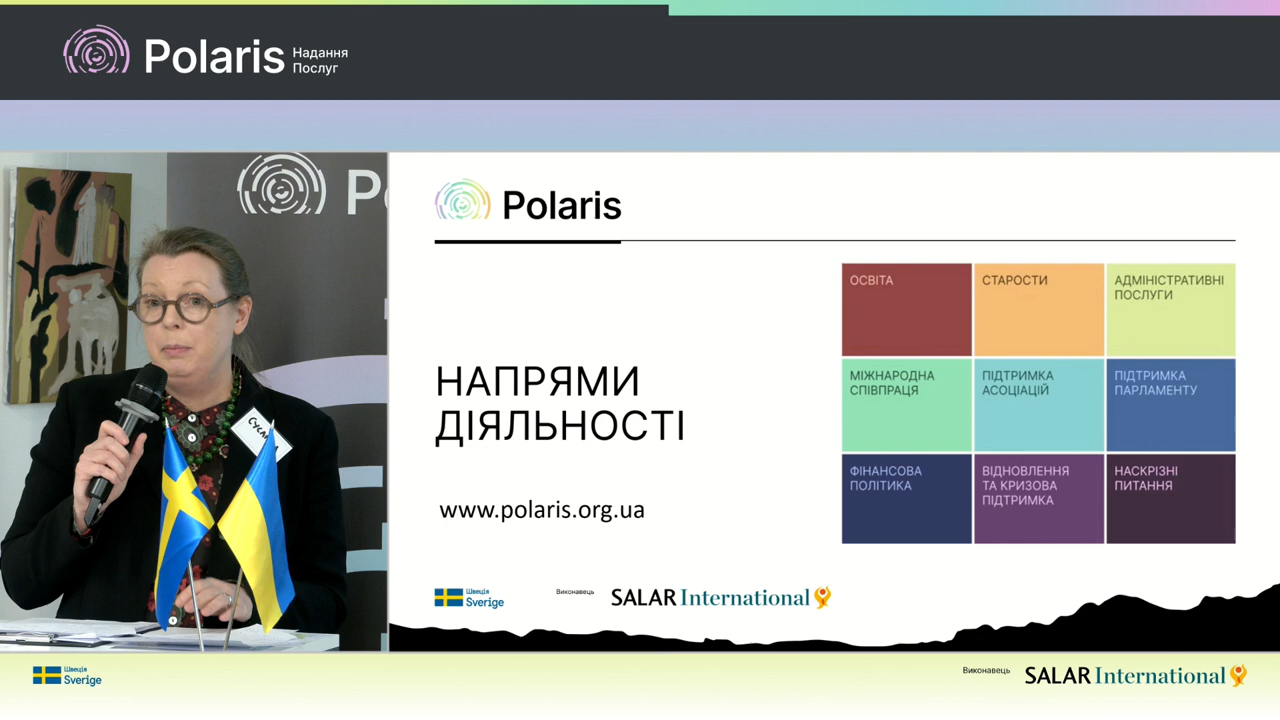 Polaris
Надання
Послуг
Polaris
ОСВІТА
СТАРОСТИ
АДМІНІСТРАТИВНІ
ПОСЛУГИ
НАПРЯМИ
ДІЯЛЬНОСТІ
МІЖНАРОДНА
СПІВПРАЦЯ
ПІДТРИМКА
АСОЦІАЦІЙ
ПІДТРИМКА
ПАРЛАМЕНТУ
ФІНАНСОВА
ПОЛІТИКА
ВІДНОВЛЕННЯ
ТА КРИЗОВА
ПІДТРИМКА
НАСКРІЗНІ
ПИТАННЯ
www.polaris.org.ua
Швеція
Sverige
Виконавець
SALAR International
Швеція
Sverige
Виконавець
SALAR International